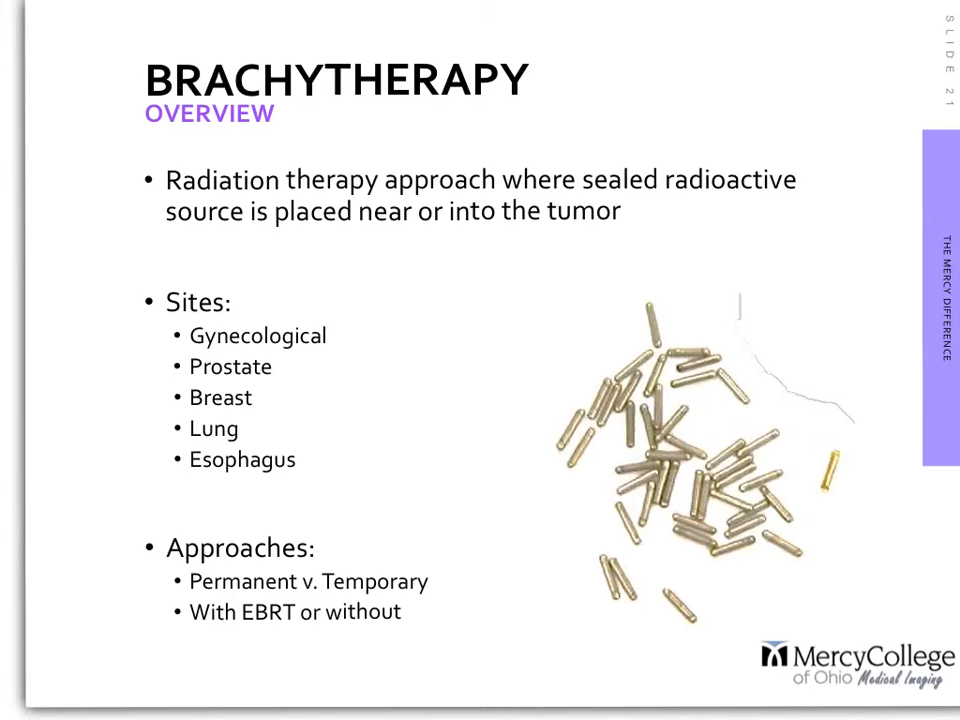 SLIDE 21
BRACHYTHERAPY
OVERVIEW
• Radiation therapy approach where sealed radioactive
source is placed near or into the tumor
• Sites:
• Gynecological
• Prostate
• Breast
• Lung
• Esophagus
• Approaches:
• Permanent v. Temporary
• With EBRT or without
THE MERCY DIFFERENCE
MercyCollege
of Ohio Medical Imaging